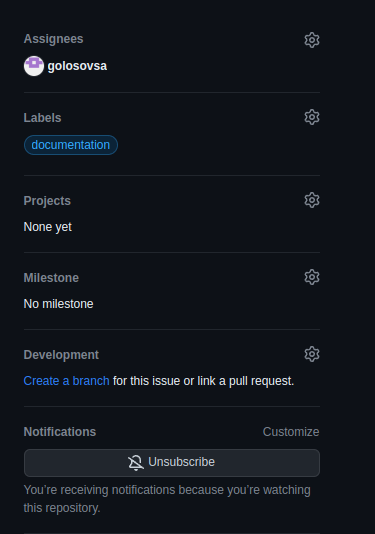 Assignees
golosovsa
Labels
documentation
Projects
None yet
Milestone
No milestone
Development
Create a branch for this issue or link a pull request.
Notifications Customize
Unsubscribe
You’re receiving notifications because you’re watching
this repository.